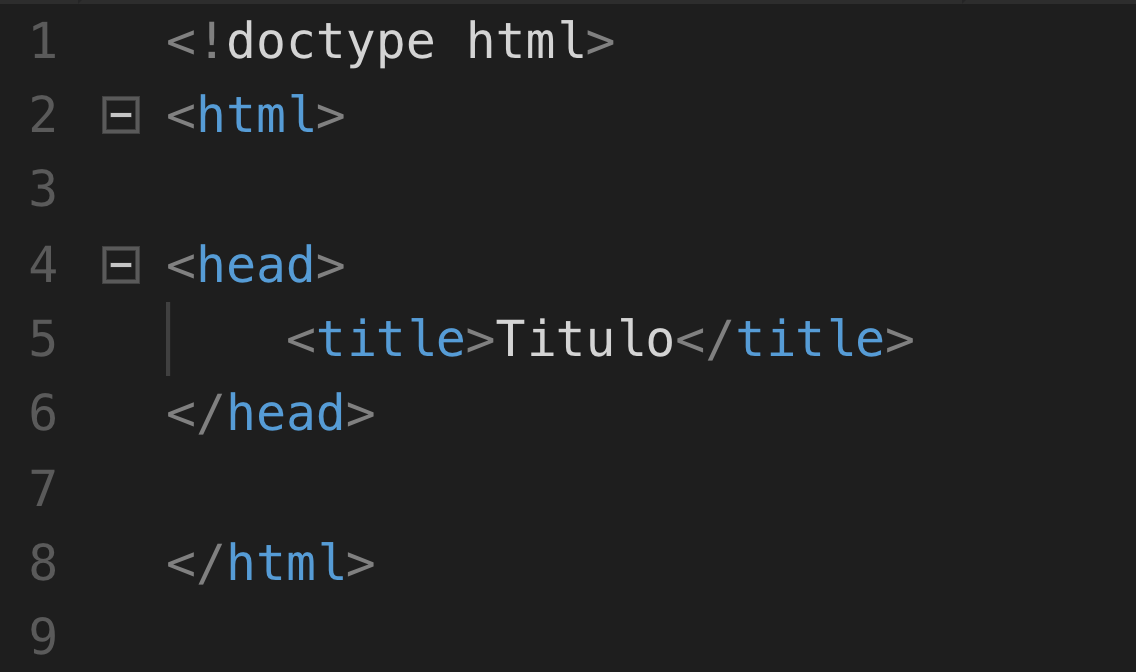 1 <!doctype html>
2 <html>
3
4 <head>
5     <title>Titulo</title>
6 </head>
7
8 </html>
9